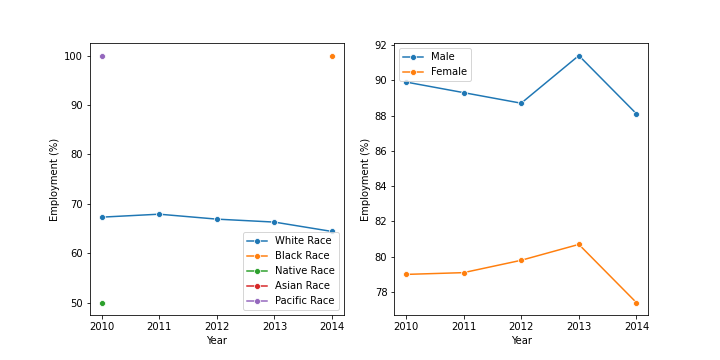 100
90
80
70
60
50
Employment (%)
2010
2011
2012
2013
2014
Year
White Race
Black Race
Native Race
Asian Race
Pacific Race
92
90
88
86
84
82
80
78
Employment (%)
2010
2011
2012
2013
2014
Year
Male
Female